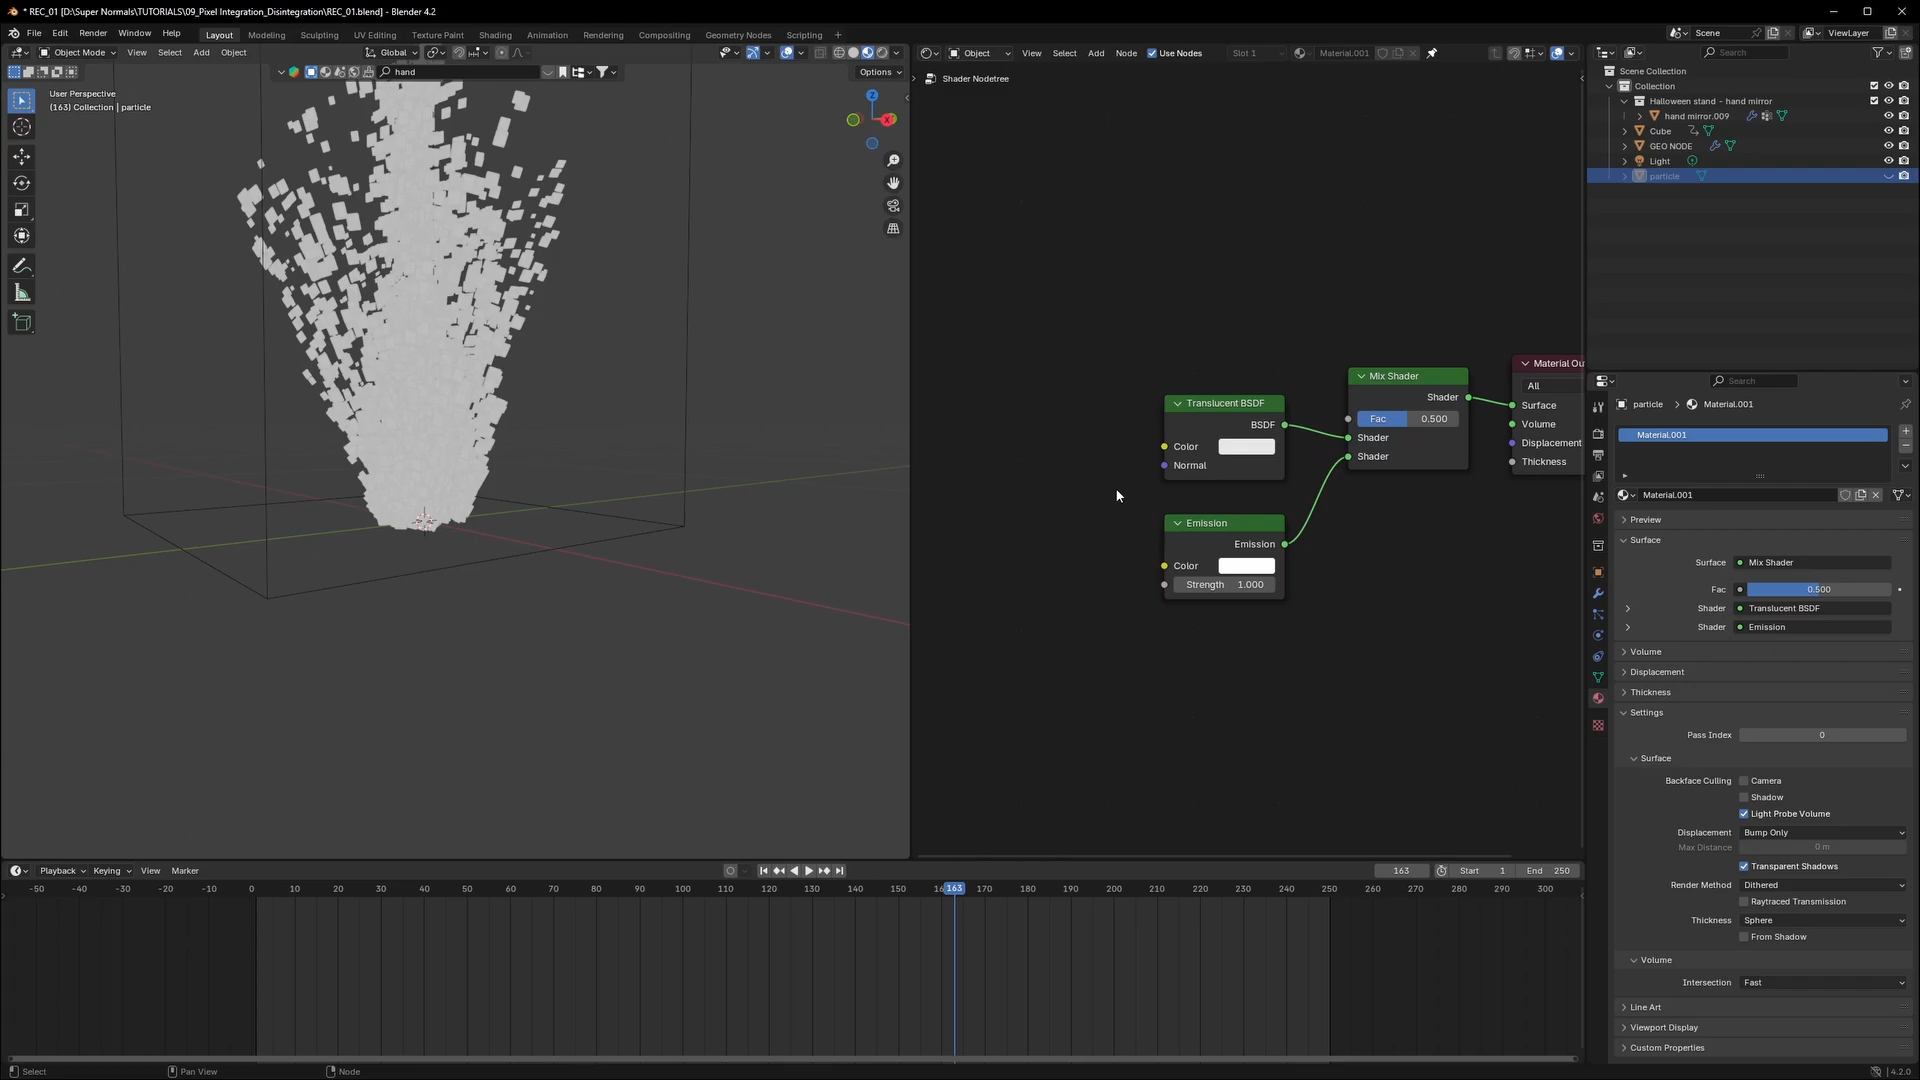 * REC_01 [D:\Super Normals\TUTORIALS\09_Pixel Integration_Disintegration\REC_01.blend] - Blender 4.2
File Edit Render Window Help Layout Modeling Sculpting UV Editing Texture Paint Shading Animation Rendering Compositing Geometry Nodes Scripting + Scene ViewLayer
Object Mode View Select Add Object Global
hand Options
User Perspective
(163) Collection | particle
Z
X
Object View Select Add Node Use Nodes Slot 1 Material.001
Shader Nodetree
Translucent BSDF
BSDF
Color
Normal
Emission
Emission
Color
Strength 1.000
Mix Shader
Shader
Fac 0.500
Shader
Shader
Material Ou
All
Surface
Volume
Displacement
Thickness
Search
Scene Collection
Collection
Halloween stand - hand mirror
hand mirror.009
Cube
GEO NODE
Light
particle
Search
particle > Material.001
Material.001
Material.001
Preview
Surface
Surface Mix Shader
Fac 0.500
Shader Translucent BSDF
Shader Emission
Volume
Displacement
Thickness
Settings
Pass Index 0
Surface
Backface Culling Camera
Shadow
Light Probe Volume
Displacement Bump Only
Max Distance 0 m
Transparent Shadows
Render Method Dithered
Raytraced Transmission
Thickness Sphere
From Shadow
Volume
Intersection Fast
Line Art
Viewport Display
Custom Properties
Playback Keying View Marker 163 Start 1 End 250
-50 -40 -30 -20 -10 0 10 20 30 40 50 60 70 80 90 100 110 120 130 140 150 163 170 180 190 200 210 220 230 240 250 260 270 280 290 300
Select Pan View Node 4.2.0